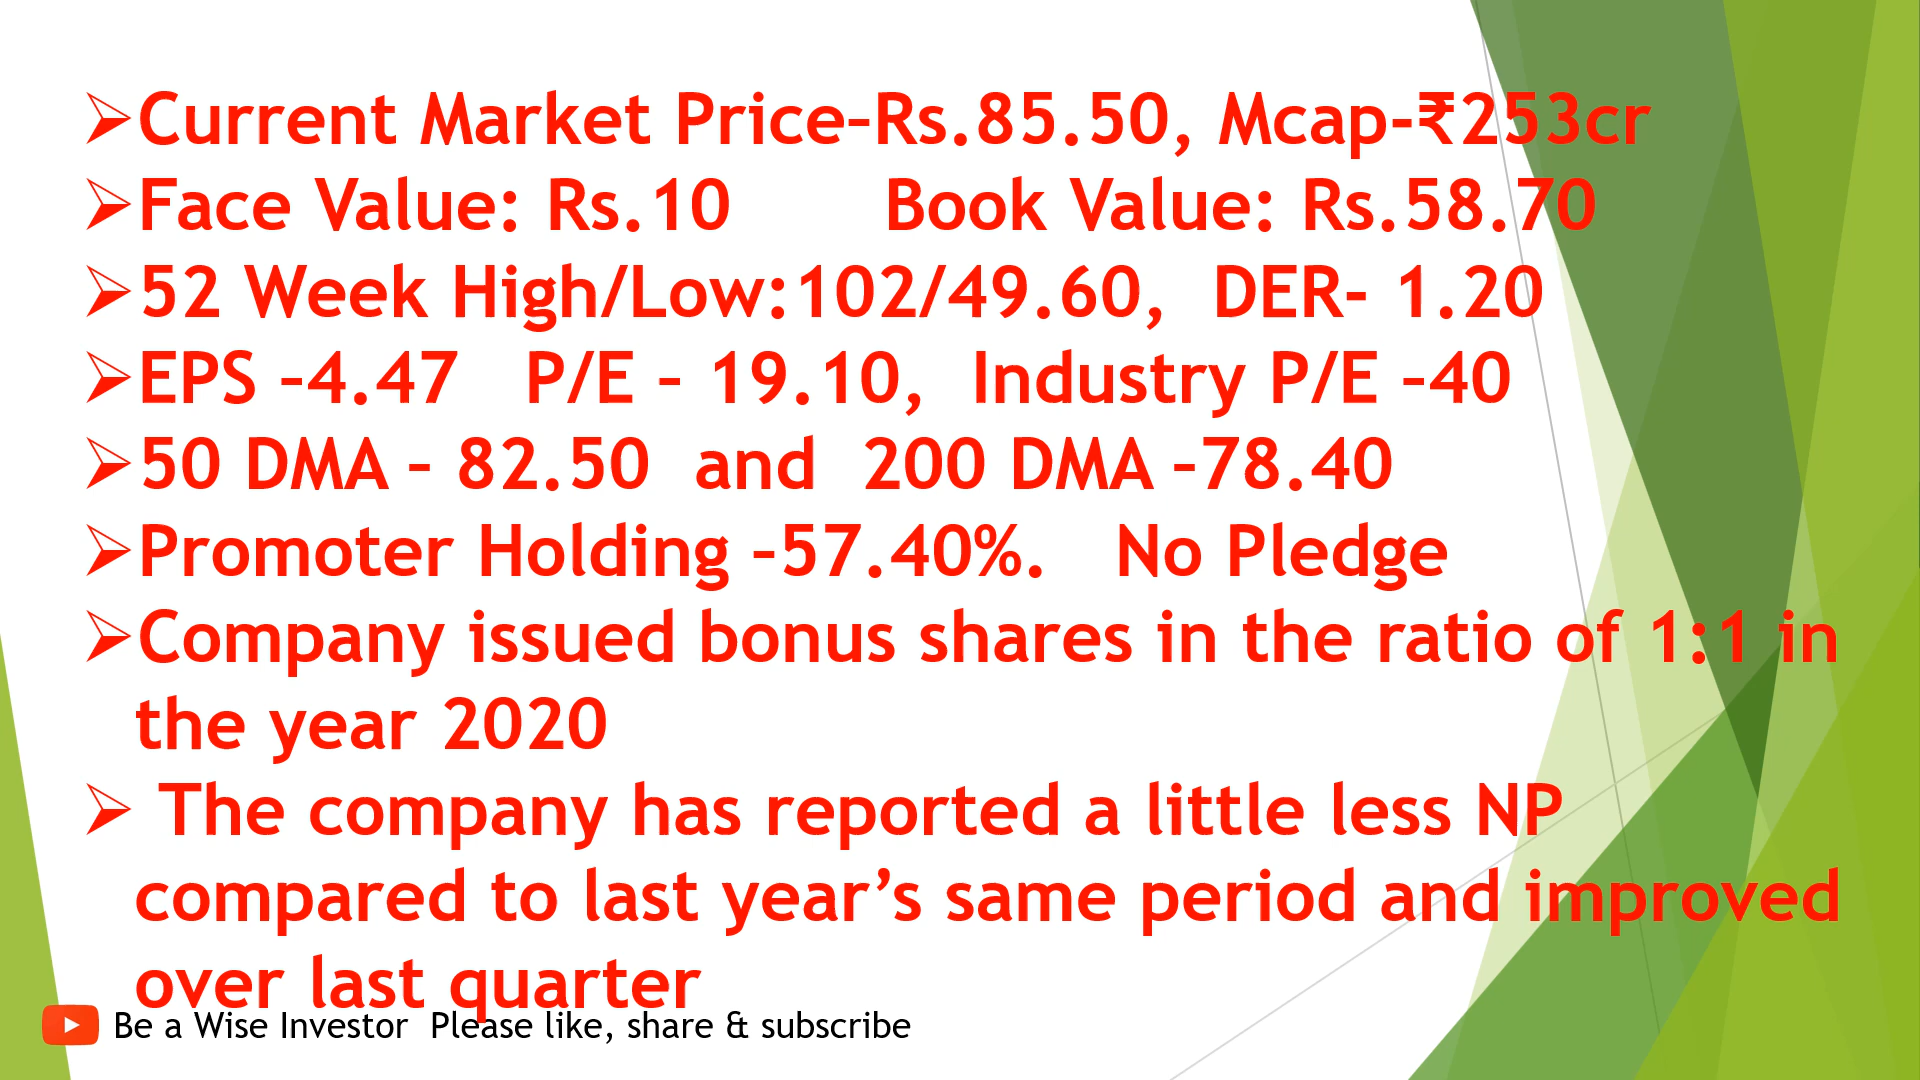 ➢Current Market Price–Rs.85.50, Mcap-₹253cr
➢Face Value: Rs.10 Book Value: Rs.58.70
➢52 Week High/Low:102/49.60, DER- 1.20
➢EPS –4.47 P/E – 19.10, Industry P/E –40
➢50 DMA – 82.50 and 200 DMA –78.40
➢Promoter Holding –57.40%. No Pledge
➢Company issued bonus shares in the ratio of 1:1 in
the year 2020
➢ The company has reported a little less NP
compared to last year’s same period and improved
over last quarter
Be a Wise Investor Please like, share & subscribe